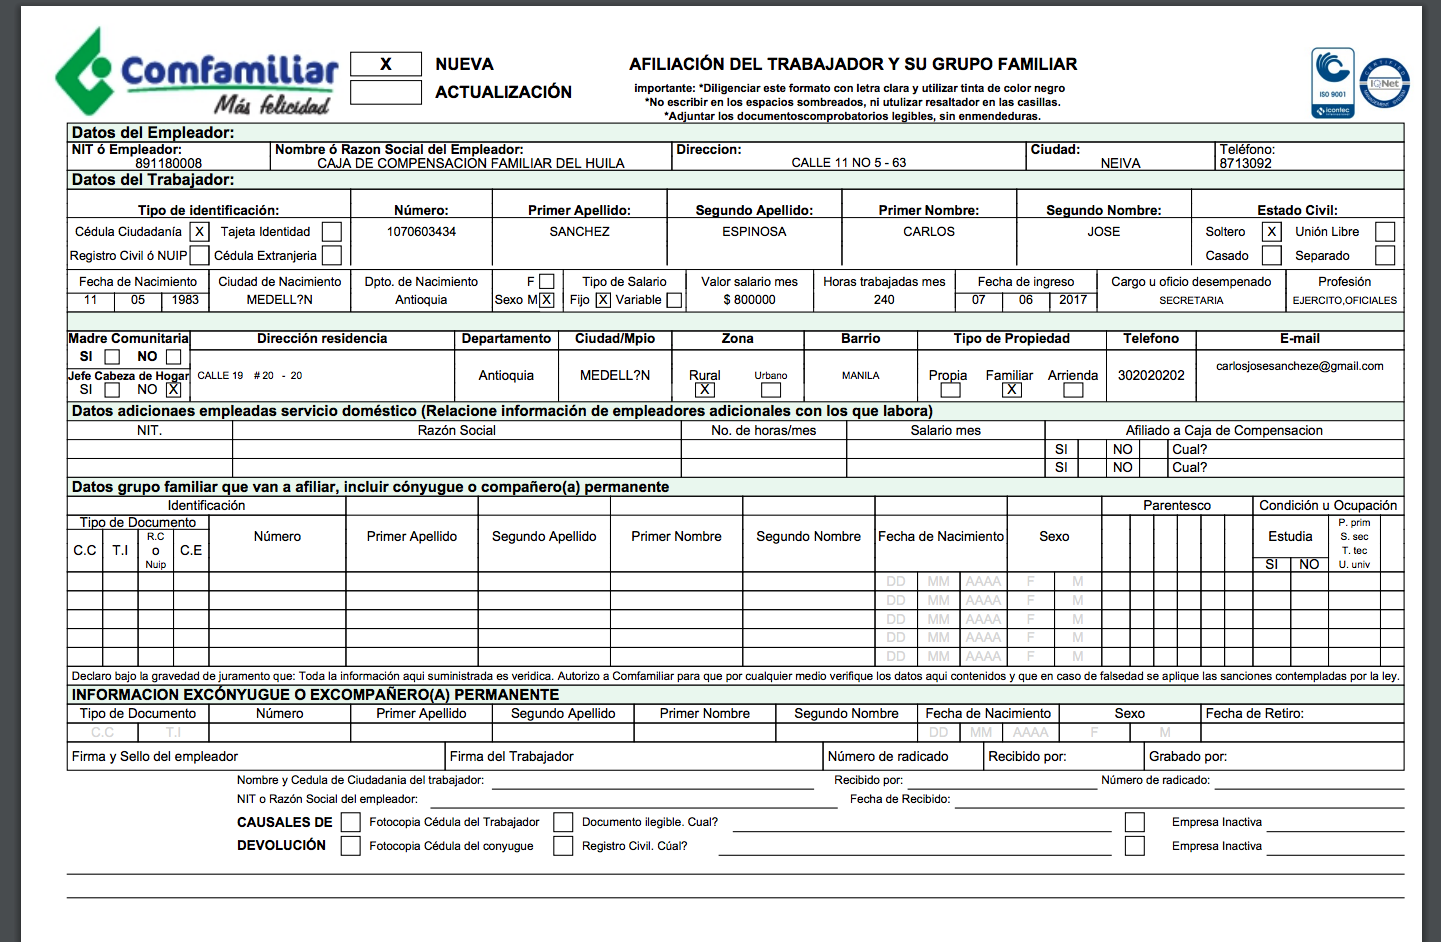 Comfamiliar
Más felicidad
X NUEVA
ACTUALIZACIÓN
AFILIACIÓN DEL TRABAJADOR Y SU GRUPO FAMILIAR
importante: *Diligenciar este formato con letra clara y utilizar tinta de color negro
*No escribir en los espacios sombreados, ni utulizar resaltador en las casillas.
*Adjuntar los documentoscomprobatorios legibles, sin enmendeduras.
ISO 9001
icontec
CERTIFIED
IQNet
MANAGEMENT SYSTEM
Datos del Empleador:
NIT ó Empleador: Nombre ó Razon Social del Empleador: Direccion: Ciudad: Teléfono:
891180008 CAJA DE COMPENSACION FAMILIAR DEL HUILA CALLE 11 NO 5 - 63 NEIVA 8713092
Datos del Trabajador:
Tipo de identificación: Número: Primer Apellido: Segundo Apellido: Primer Nombre: Segundo Nombre: Estado Civil:
Cédula Ciudadanía X Tajeta Identidad 1070603434 SANCHEZ ESPINOSA CARLOS JOSE Soltero X Unión Libre
Registro Civil ó NUIP Cédula Extranjeria Casado Separado
Fecha de Nacimiento Ciudad de Nacimiento Dpto. de Nacimiento F Tipo de Salario Valor salario mes Horas trabajadas mes Fecha de ingreso Cargo u oficio desempenado Profesión
11 05 1983 MEDELL?N Antioquia Sexo M X Fijo X Variable $ 800000 240 07 06 2017 SECRETARIA EJERCITO,OFICIALES
Madre Comunitaria Dirección residencia Departamento Ciudad/Mpio Zona Barrio Tipo de Propiedad Telefono E-mail
SI NO
Jefe Cabeza de Hogar CALLE 19 # 20 - 20 Antioquia MEDELL?N Rural Urbano MANILA Propia Familiar Arrienda 302020202 carlosjosesancheze@gmail.com
SI NO X X X
Datos adicionaes empleadas servicio doméstico (Relacione información de empleadores adicionales con los que labora)
NIT. Razón Social No. de horas/mes Salario mes Afiliado a Caja de Compensacion
SI NO Cual?
SI NO Cual?
Datos grupo familiar que van a afiliar, incluir cónyugue o compañero(a) permanente
Identificación Parentesco Condición u Ocupación
Tipo de Documento P. prim
C.C T.I R.C o Nuip C.E Número Primer Apellido Segundo Apellido Primer Nombre Segundo Nombre Fecha de Nacimiento Sexo Estudia S. sec
T. tec
SI NO U. univ
DD MM AAAA F M
DD MM AAAA F M
DD MM AAAA F M
DD MM AAAA F M
DD MM AAAA F M
Declaro bajo la gravedad de juramento que: Toda la información aqui suministrada es veridica. Autorizo a Comfamiliar para que por cualquier medio verifique los datos aqui contenidos y que en caso de falsedad se aplique las sanciones contempladas por la ley.
INFORMACION EXCÓNYUGUE O EXCOMPAÑERO(A) PERMANENTE
Tipo de Documento Número Primer Apellido Segundo Apellido Primer Nombre Segundo Nombre Fecha de Nacimiento Sexo Fecha de Retiro:
C.C T.I DD MM AAAA F M
Firma y Sello del empleador Firma del Trabajador Número de radicado Recibido por: Grabado por:
Nombre y Cedula de Ciudadania del trabajador: Recibido por: Número de radicado:
NIT o Razón Social del empleador: Fecha de Recibido:
CAUSALES DE Fotocopia Cédula del Trabajador Documento ilegible. Cual? Empresa Inactiva
DEVOLUCIÓN Fotocopia Cédula del conyugue Registro Civil. Cúal? Empresa Inactiva